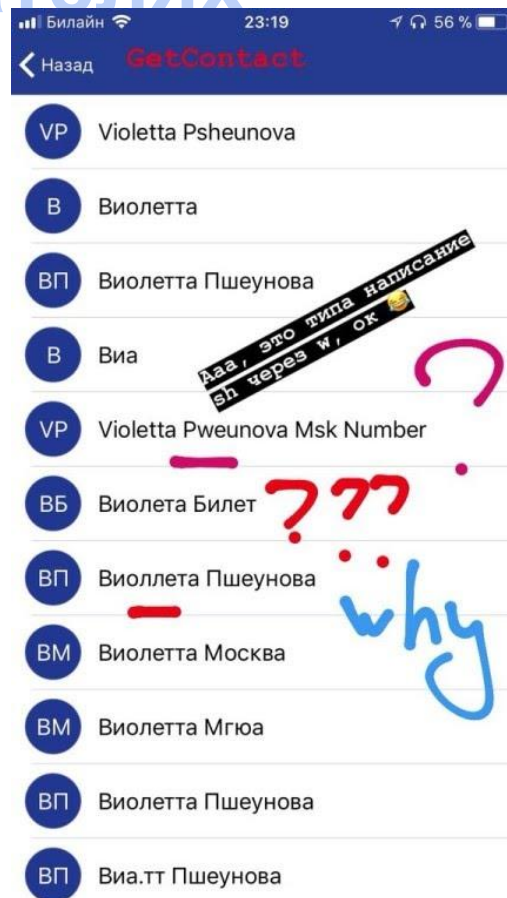 Билайн 23:19 56 %
Назад GetContact
VP Violetta Psheunova
В Виолетта
ВП Виолетта Пшеунова
Ааа, это типа написание
sh через w, ок 😂
В Виа
?
VP Violetta Pweunova Msk Number
ВБ Виолета Билет ???
ВП Виоллета Пшеунова
why
ВМ Виолетта Москва
ВМ Виолетта Мгюа
ВП Виолетта Пшеунова
ВП Виа.тт Пшеунова